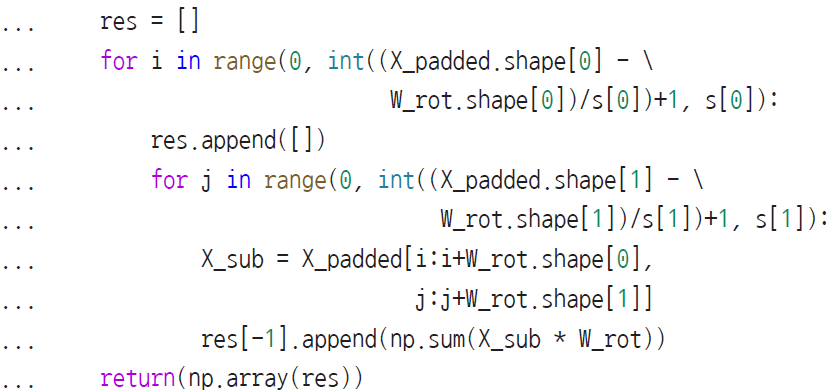 ...     res = []
...     for i in range(0, int((X_padded.shape[0] - \
...                            W_rot.shape[0])/s[0])+1, s[0]):
...         res.append([])
...         for j in range(0, int((X_padded.shape[1] - \
...                                W_rot.shape[1])/s[1])+1, s[1]):
...             X_sub = X_padded[i:i+W_rot.shape[0],
...                              j:j+W_rot.shape[1]]
...             res[-1].append(np.sum(X_sub * W_rot))
...     return(np.array(res))